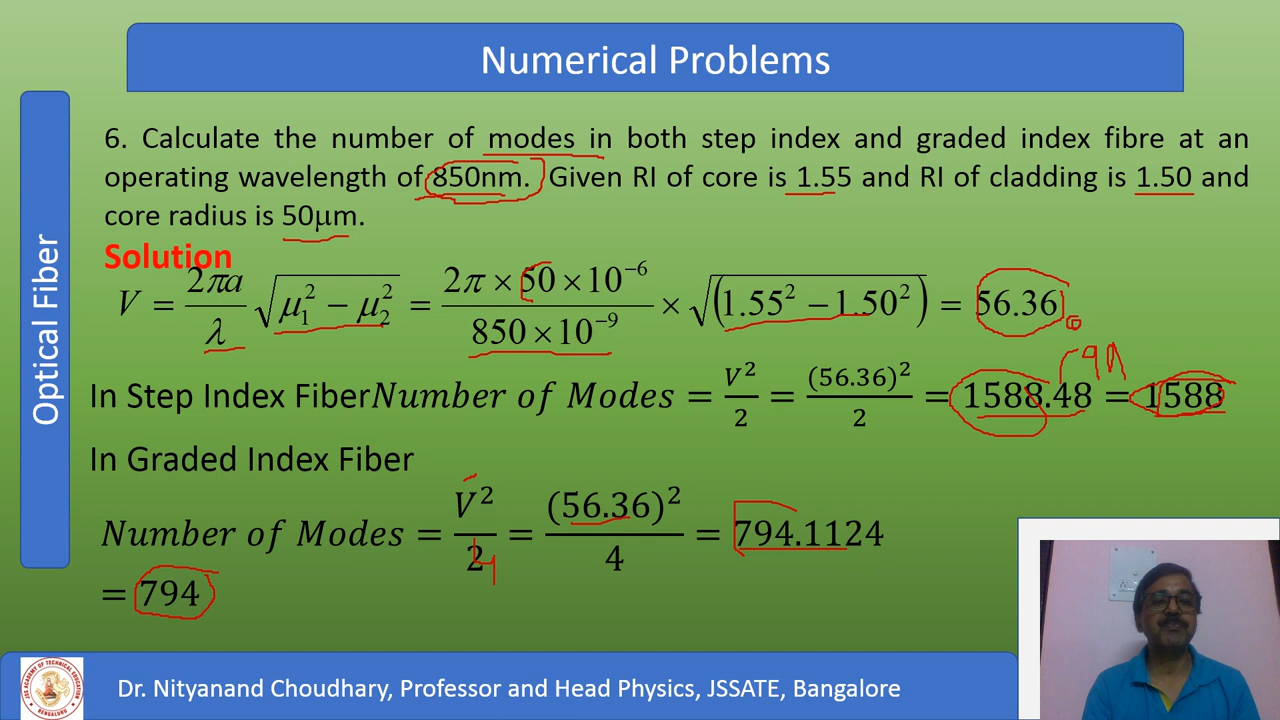 Numerical Problems
Optical Fiber
6. Calculate the number of modes in both step index and graded index fibre at an
operating wavelength of 850nm. Given RI of core is 1.55 and RI of cladding is 1.50 and
core radius is 50μm.
Solution
V = 2πa/λ √(μ₁² − μ₂²) = (2π × 50 × 10⁻⁶)/(850 × 10⁻⁹) × √(1.55² − 1.50²) = 56.36
In Step Index Fiber Number of Modes = V²/2 = (56.36)²/2 = 1588.48 = 1588
In Graded Index Fiber
Number of Modes = V²/2 = (56.36)²/4 = 794.1124
4
= 794
Dr. Nityanand Choudhary, Professor and Head Physics, JSSATE, Bangalore